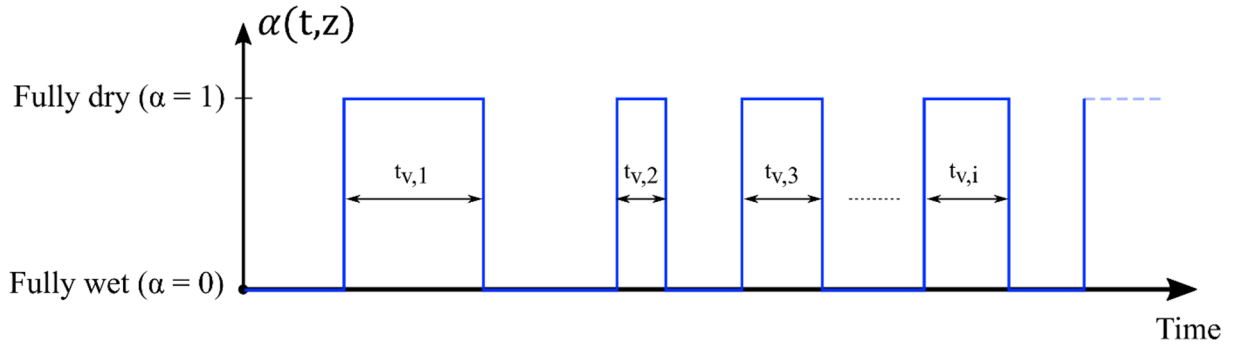 α(t,z)
Fully dry (α = 1)
tv,1
tv,2
tv,3
tv,i
Fully wet (α = 0)
Time